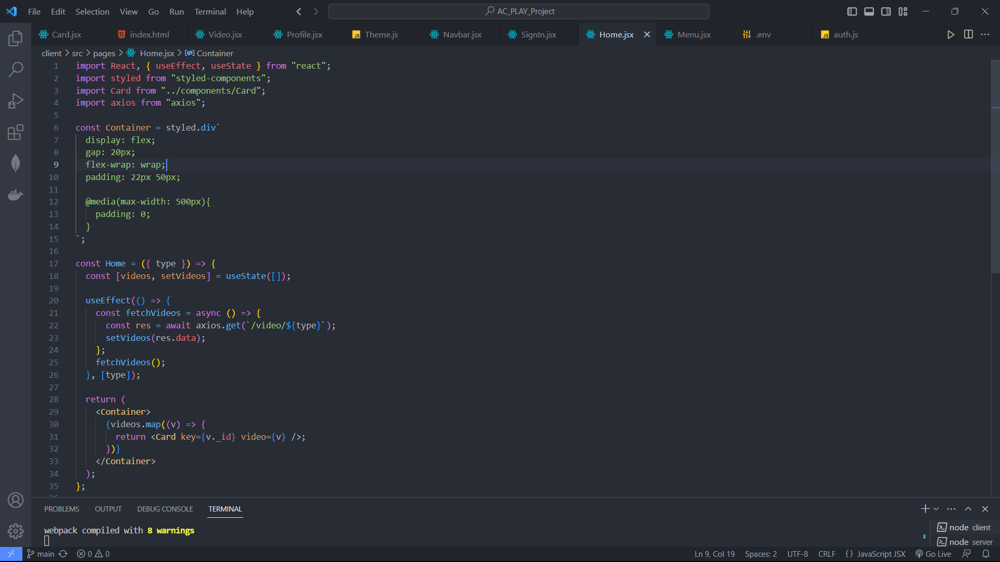 File Edit Selection View Go Run Terminal Help AC_PLAY_Project
Card.jsx index.html Video.jsx Profile.jsx Theme.js Navbar.jsx SignIn.jsx Home.jsx Menu.jsx .env auth.js
client > src > pages > Home.jsx > Container
1 import React, { useEffect, useState } from "react";
2 import styled from "styled-components";
3 import Card from "../components/Card";
4 import axios from "axios";
5
6 const Container = styled.div`
7   display: flex;
8   gap: 20px;
9   flex-wrap: wrap;
10   padding: 22px 50px;
11
12   @media(max-width: 500px){
13     padding: 0;
14   }
15 `;
16
17 const Home = ({ type }) => {
18   const [videos, setVideos] = useState([]);
19
20   useEffect(() => {
21     const fetchVideos = async () => {
22       const res = await axios.get(`/video/${type}`);
23       setVideos(res.data);
24     };
25     fetchVideos();
26   }, [type]);
27
28   return (
29     <Container>
30       {videos.map((v) => {
31         return <Card key={v._id} video={v} />;
32       })}
33     </Container>
34   );
35 };
PROBLEMS OUTPUT DEBUG CONSOLE TERMINAL
webpack compiled with 8 warnings
node client
node server
main 0 0 Ln 9, Col 19 Spaces: 2 UTF-8 CRLF {} JavaScript JSX Go Live